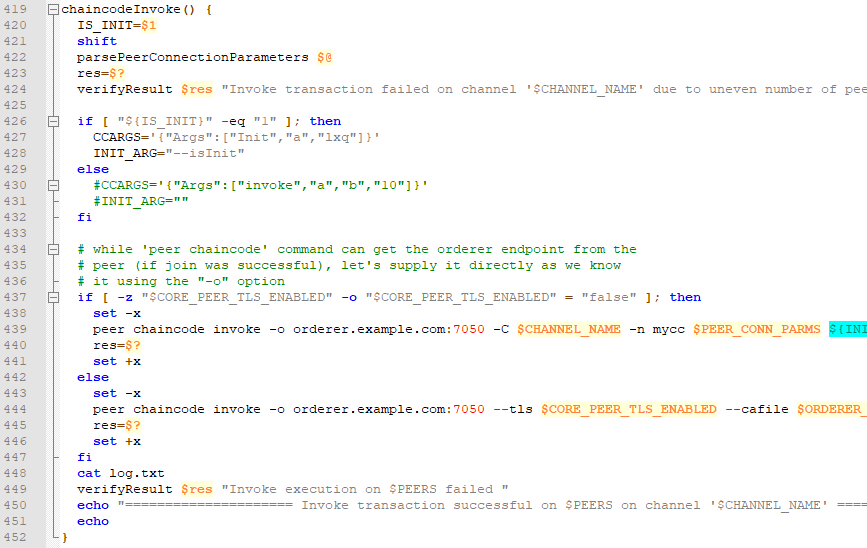 419 chaincodeInvoke() {
420 IS_INIT=$1
421 shift
422 parsePeerConnectionParameters $@
423 res=$?
424 verifyResult $res "Invoke transaction failed on channel '$CHANNEL_NAME' due to uneven number of pee
425
426 if [ "${IS_INIT}" -eq "1" ]; then
427 CCARGS='{"Args":["Init","a","lxq"]}'
428 INIT_ARG="--isInit"
429 else
430 #CCARGS='{"Args":["invoke","a","b","10"]}'
431 #INIT_ARG=""
432 fi
433
434 # while 'peer chaincode' command can get the orderer endpoint from the
435 # peer (if join was successful), let's supply it directly as we know
436 # it using the "-o" option
437 if [ -z "$CORE_PEER_TLS_ENABLED" -o "$CORE_PEER_TLS_ENABLED" = "false" ]; then
438 set -x
439 peer chaincode invoke -o orderer.example.com:7050 -C $CHANNEL_NAME -n mycc $PEER_CONN_PARMS ${INI
440 res=$?
441 set +x
442 else
443 set -x
444 peer chaincode invoke -o orderer.example.com:7050 --tls $CORE_PEER_TLS_ENABLED --cafile $ORDERER_
445 res=$?
446 set +x
447 fi
448 cat log.txt
449 verifyResult $res "Invoke execution on $PEERS failed "
450 echo "===================== Invoke transaction successful on $PEERS on channel '$CHANNEL_NAME' ====
451 echo
452 }